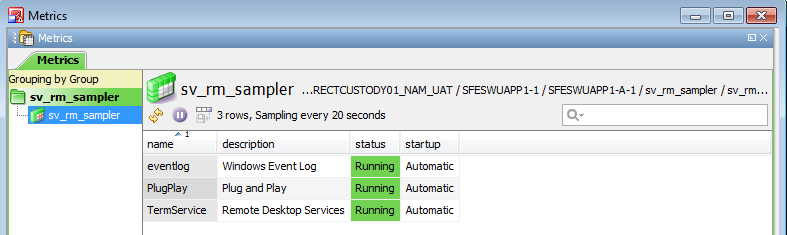 Metrics
Metrics
Metrics
Grouping by Group
sv_rm_sampler
sv_rm_sampler
sv_rm_sampler ...RECTCUSTODY01_NAM_UAT / SFESWUAPP1-1 / SFESWUAPP1-A-1 / sv_rm_sampler / sv_rm...
3 rows, Sampling every 20 seconds
name 1 description status startup
eventlog Windows Event Log Running Automatic
PlugPlay Plug and Play Running Automatic
TermService Remote Desktop Services Running Automatic